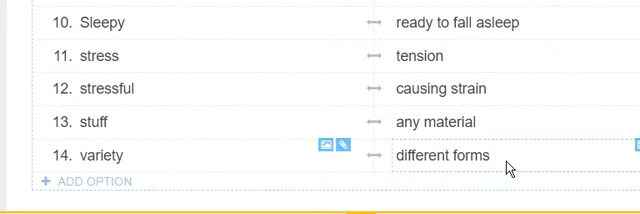 10. Sleepy ready to fall asleep
11. stress tension
12. stressful causing strain
13. stuff any material
14. variety different forms
ADD OPTION